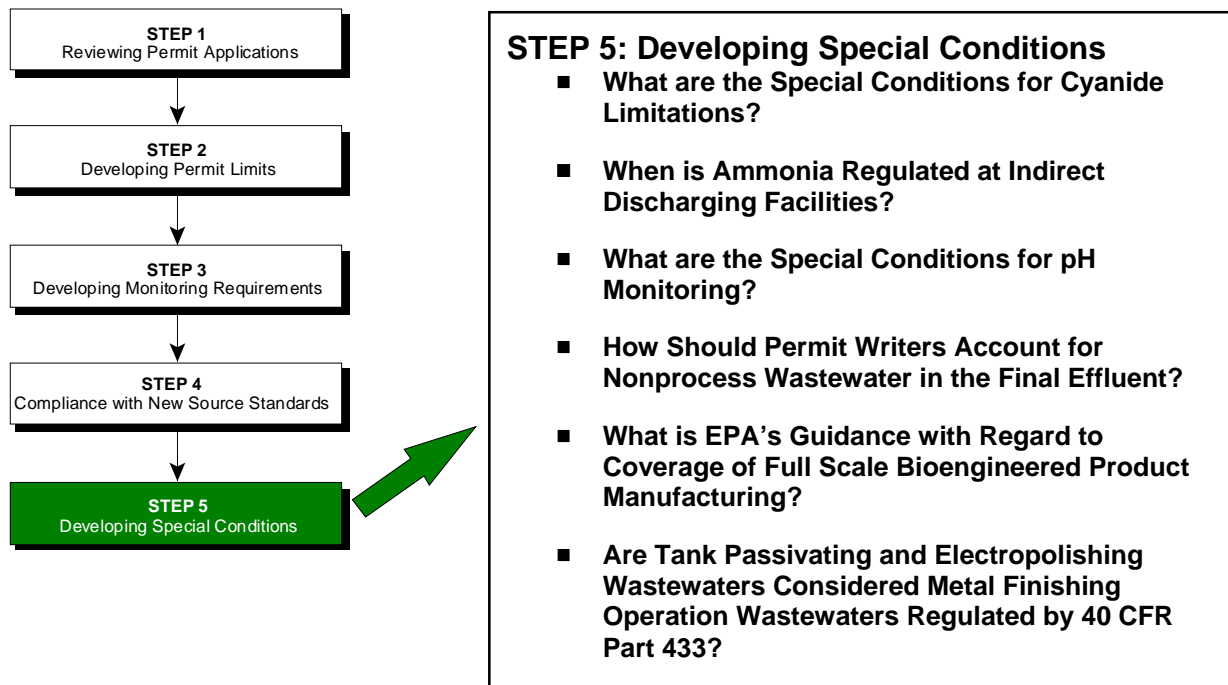 STEP 1
Reviewing Permit Applications
STEP 2
Developing Permit Limits
STEP 3
Developing Monitoring Requirements
STEP 4
Compliance with New Source Standards
STEP 5
Developing Special Conditions
STEP 5: Developing Special Conditions
■ What are the Special Conditions for Cyanide
Limitations?
■ When is Ammonia Regulated at Indirect
Discharging Facilities?
■ What are the Special Conditions for pH
Monitoring?
■ How Should Permit Writers Account for
Nonprocess Wastewater in the Final Effluent?
■ What is EPA's Guidance with Regard to
Coverage of Full Scale Bioengineered Product
Manufacturing?
■ Are Tank Passivating and Electropolishing
Wastewaters Considered Metal Finishing
Operation Wastewaters Regulated by 40 CFR
Part 433?